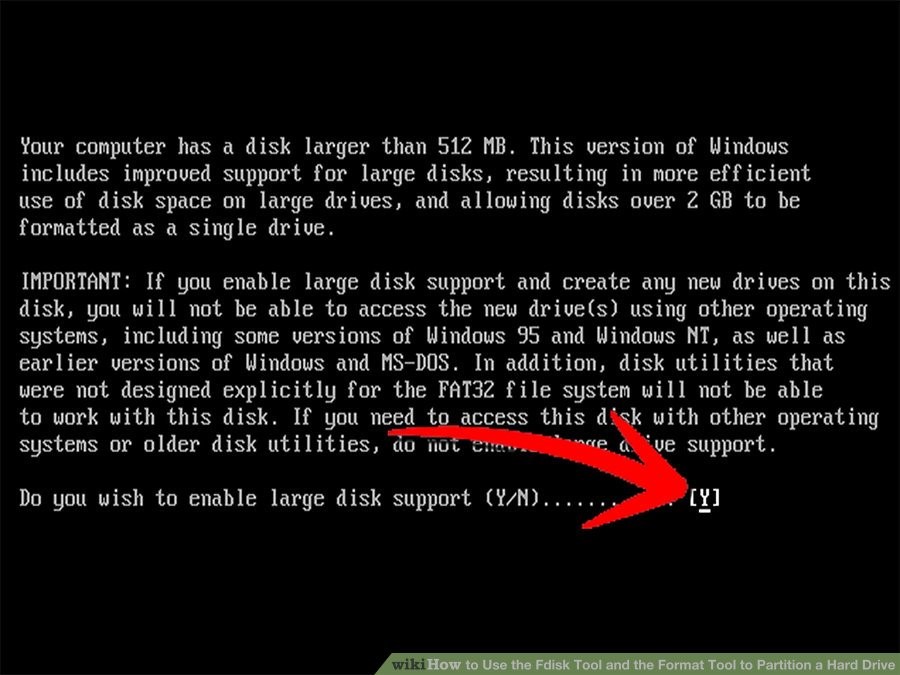 Your computer has a disk larger than 512 MB. This version of Windows
includes improved support for large disks, resulting in more efficient
use of disk space on large drives, and allowing disks over 2 GB to be
formatted as a single drive.
IMPORTANT: If you enable large disk support and create any new drives on this
disk, you will not be able to access the new drive(s) using other operating
systems, including some versions of Windows 95 and Windows NT, as well as
earlier versions of Windows and MS-DOS. In addition, disk utilities that
were not designed explicitly for the FAT32 file system will not be able
to work with this disk. If you need to access this disk with other operating
systems or older disk utilities, do not enable large drive support.
Do you wish to enable large disk support (Y/N)............ [Y]
wikiHow to Use the Fdisk Tool and the Format Tool to Partition a Hard Drive